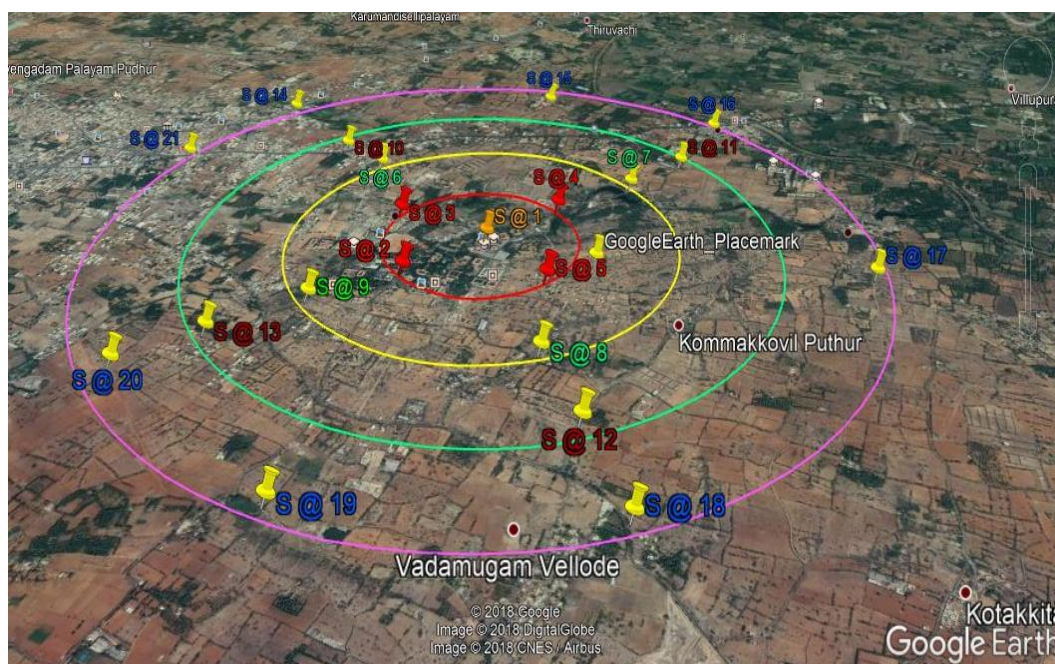 Karumandisellipalayam
Thiruvachi
yengadam Palayam Pudhur
S @ 15
S @ 14
Villupur
S @ 16
S @ 21
S @ 10
S @ 11
S @ 7
S @ 6
S @ 4
S @ 3
S @ 1
S @ 2
GoogleEarth_Placemark
S @ 17
S @ 5
S @ 9
S @ 13
Kommakkovil Puthur
S @ 8
S @ 20
S @ 12
S @ 19
S @ 18
Vadamugam Vellode
Kotakkita
© 2018 Google
Image © 2018 DigitalGlobe
Image © 2018 CNES / Airbus
Google Earth